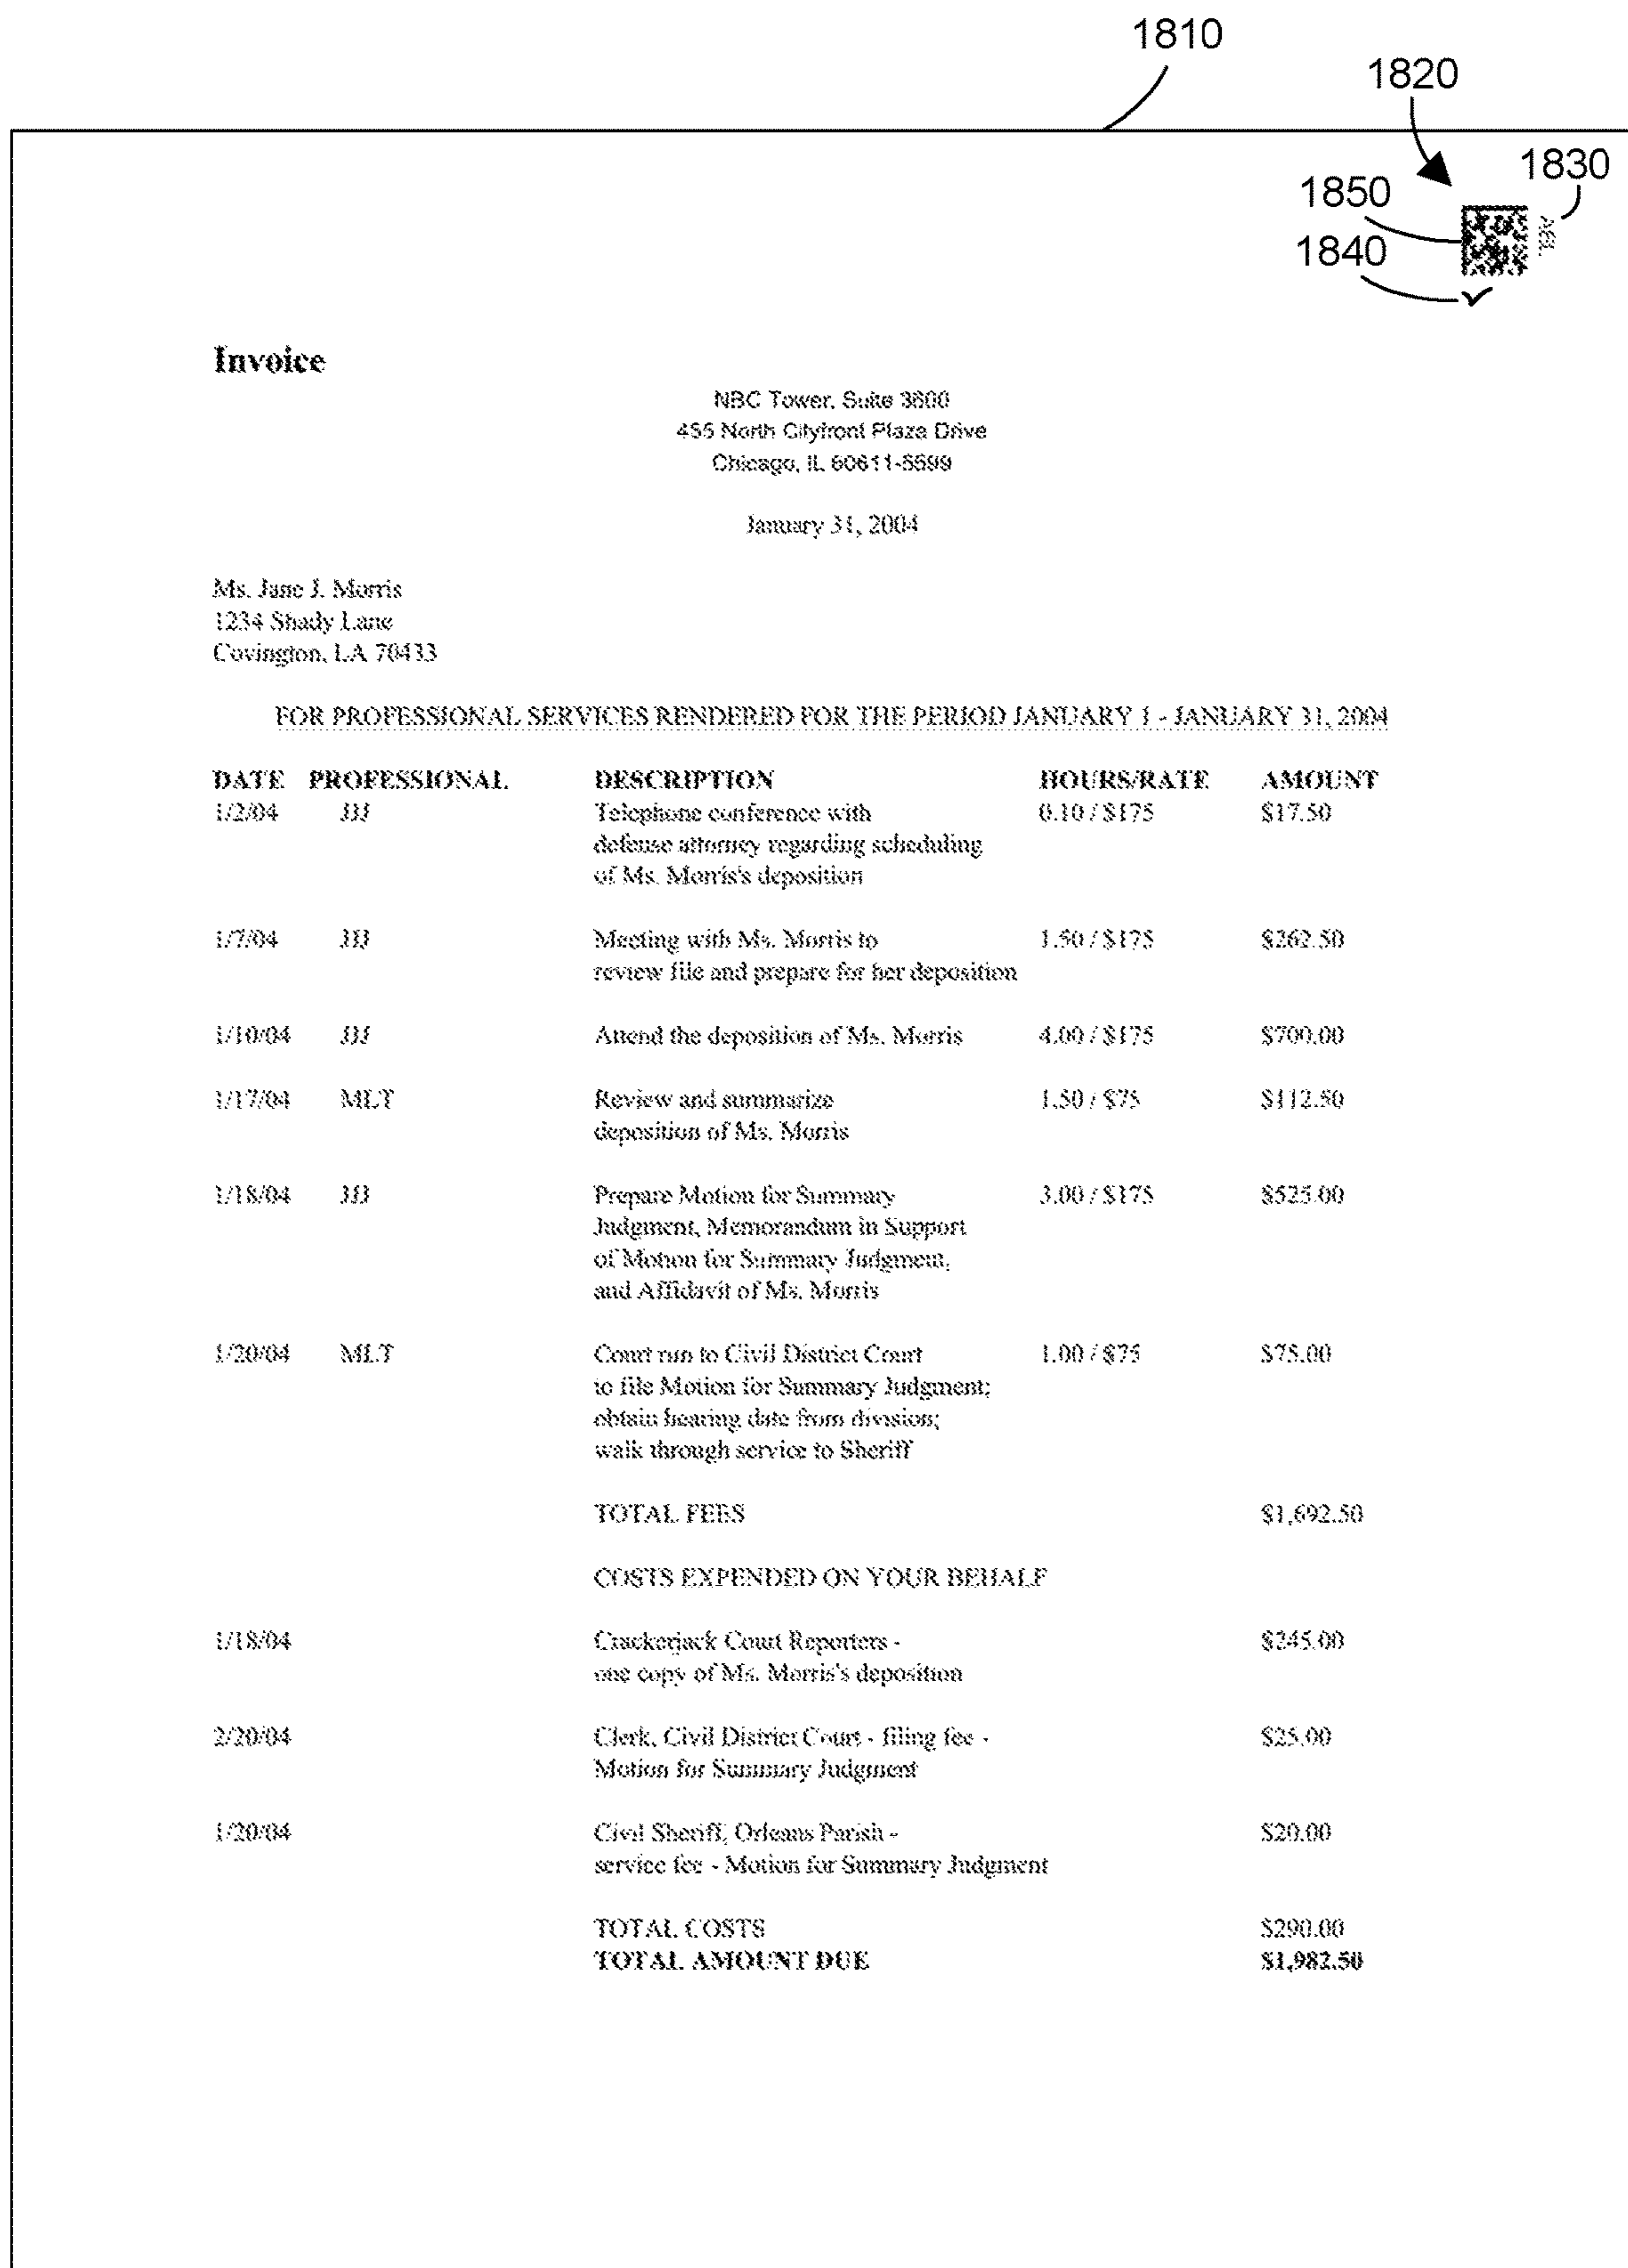 1810
1820
1830
1850
1840
Invoice
NBC Tower, Suite 3600
455 North Cityfront Plaza Drive
Chicago, IL 60611-5599
January 31, 2004
Ms. Jane J. Morris
1234 Shady Lane
Covington, LA 70433
FOR PROFESSIONAL SERVICES RENDERED FOR THE PERIOD JANUARY 1 - JANUARY 31, 2004
DATE PROFESSIONAL DESCRIPTION HOURS/RATE AMOUNT
1/2/04 JJJ Telephone conference with 0.10 / $175 $17.50
defense attorney regarding scheduling
of Ms. Morris's deposition
1/7/04 JJJ Meeting with Ms. Morris to 1.50 / $175 $262.50
review file and prepare for her deposition
1/10/04 JJJ Attend the deposition of Ms. Morris 4.00 / $175 $700.00
1/17/04 MLT Review and summarize 1.50 / $75 $112.50
deposition of Ms. Morris
1/18/04 JJJ Prepare Motion for Summary 3.00 / $175 $525.00
Judgment, Memorandum in Support
of Motion for Summary Judgment,
and Affidavit of Ms. Morris
1/20/04 MLT Court run to Civil District Court 1.00 / $75 $75.00
to file Motion for Summary Judgment;
obtain hearing date from division;
walk through service to Sheriff
TOTAL FEES $1,692.50
COSTS EXPENDED ON YOUR BEHALF
1/18/04 Crackerjack Court Reporters - $245.00
one copy of Ms. Morris's deposition
2/20/04 Clerk, Civil District Court - filing fee - $25.00
Motion for Summary Judgment
1/20/04 Civil Sheriff, Orleans Parish - $20.00
service fee - Motion for Summary Judgment
TOTAL COSTS $290.00
TOTAL AMOUNT DUE $1,982.50